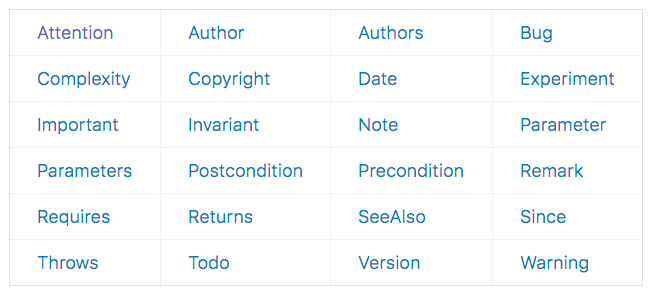 Attention Author Authors Bug
Complexity Copyright Date Experiment
Important Invariant Note Parameter
Parameters Postcondition Precondition Remark
Requires Returns SeeAlso Since
Throws Todo Version Warning